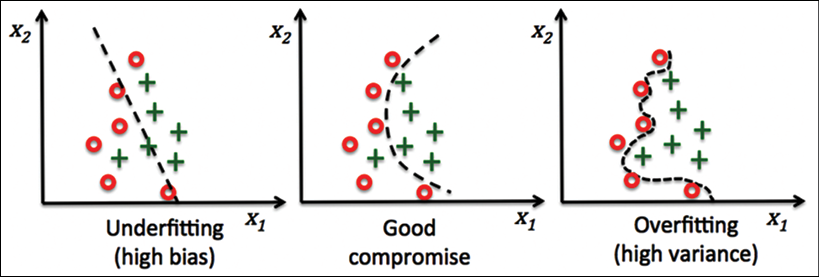 x₂
x₁
Underfitting
(high bias)
x₂
x₁
Good
compromise
x₂
x₁
Overfitting
(high variance)